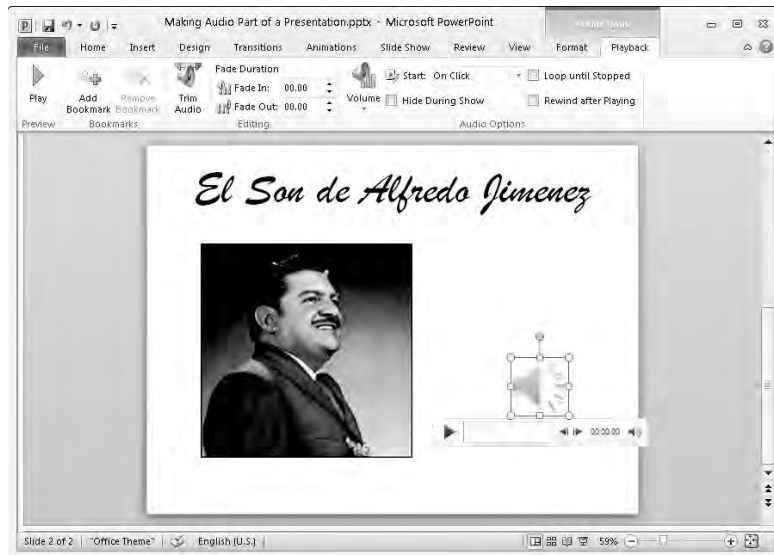 Making Audio Part of a Presentation.pptx - Microsoft PowerPoint
Audio Tools
File Home Insert Design Transitions Animations Slide Show Review View Format Playback
Play
Add Bookmark
Remove Bookmark
Trim Audio
Fade Duration
Fade In: 00.00
Fade Out: 00.00
Volume
Start: On Click
Hide During Show
Loop until Stopped
Rewind after Playing
Preview Bookmarks Editing Audio Options
El Son de Alfredo Jimenez
00:00.00
Slide 2 of 2 "Office Theme" English (U.S.) 59%